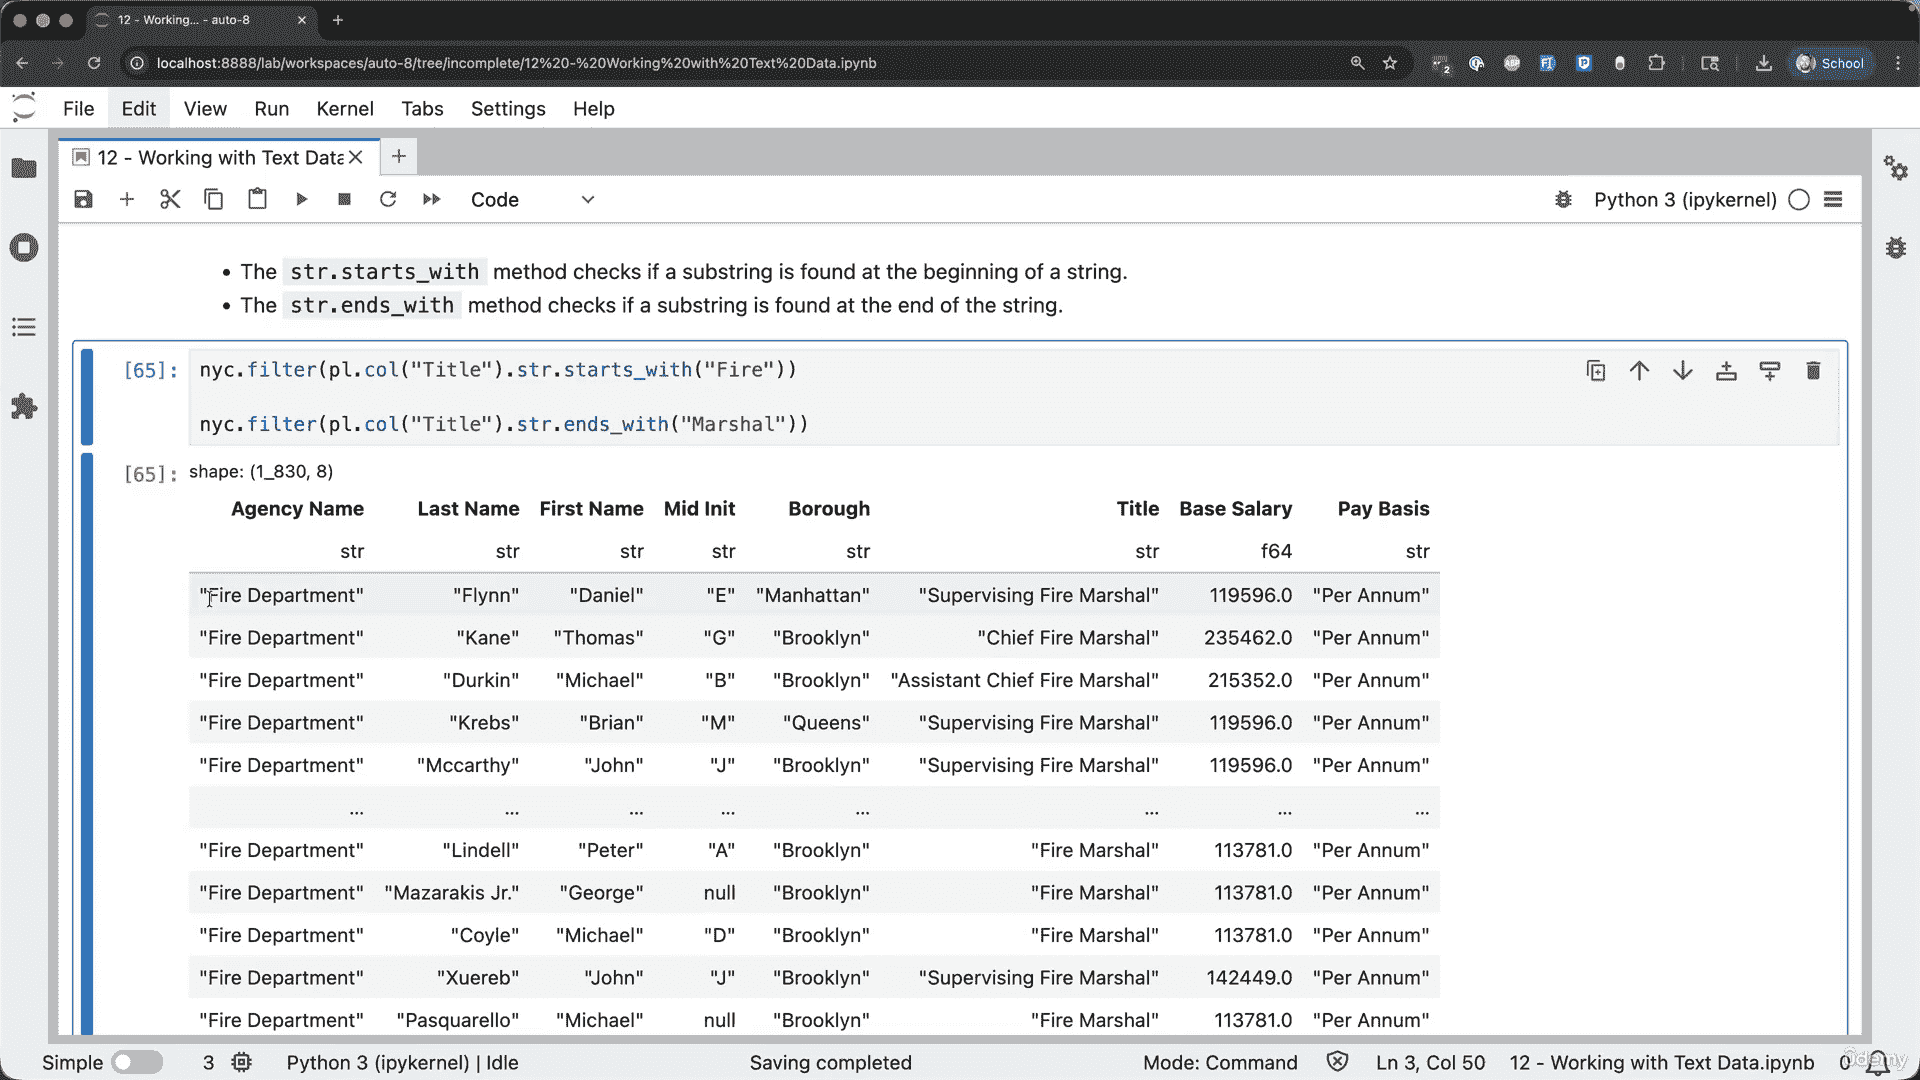 12 - Working... - auto-8
localhost:8888/lab/workspaces/auto-8/tree/incomplete/12%20-%20Working%20with%20Text%20Data.ipynb
2
School
File Edit View Run Kernel Tabs Settings Help
12 - Working with Text Data
Code
Python 3 (ipykernel)
• The str.starts_with method checks if a substring is found at the beginning of a string.
• The str.ends_with method checks if a substring is found at the end of the string.
[65]: nyc.filter(pl.col("Title").str.starts_with("Fire"))
nyc.filter(pl.col("Title").str.ends_with("Marshal"))
[65]: shape: (1_830, 8)
Agency Name Last Name First Name Mid Init Borough Title Base Salary Pay Basis
str str str str str str f64 str
"Fire Department" "Flynn" "Daniel" "E" "Manhattan" "Supervising Fire Marshal" 119596.0 "Per Annum"
"Fire Department" "Kane" "Thomas" "G" "Brooklyn" "Chief Fire Marshal" 235462.0 "Per Annum"
"Fire Department" "Durkin" "Michael" "B" "Brooklyn" "Assistant Chief Fire Marshal" 215352.0 "Per Annum"
"Fire Department" "Krebs" "Brian" "M" "Queens" "Supervising Fire Marshal" 119596.0 "Per Annum"
"Fire Department" "Mccarthy" "John" "J" "Brooklyn" "Supervising Fire Marshal" 119596.0 "Per Annum"
... ... ... ... ... ... ... ...
"Fire Department" "Lindell" "Peter" "A" "Brooklyn" "Fire Marshal" 113781.0 "Per Annum"
"Fire Department" "Mazarakis Jr." "George" null "Brooklyn" "Fire Marshal" 113781.0 "Per Annum"
"Fire Department" "Coyle" "Michael" "D" "Brooklyn" "Fire Marshal" 113781.0 "Per Annum"
"Fire Department" "Xuereb" "John" "J" "Brooklyn" "Supervising Fire Marshal" 142449.0 "Per Annum"
"Fire Department" "Pasquarello" "Michael" null "Brooklyn" "Fire Marshal" 113781.0 "Per Annum"
Simple 3 Python 3 (ipykernel) | Idle Saving completed Mode: Command Ln 3, Col 50 12 - Working with Text Data.ipynb 0
udemy